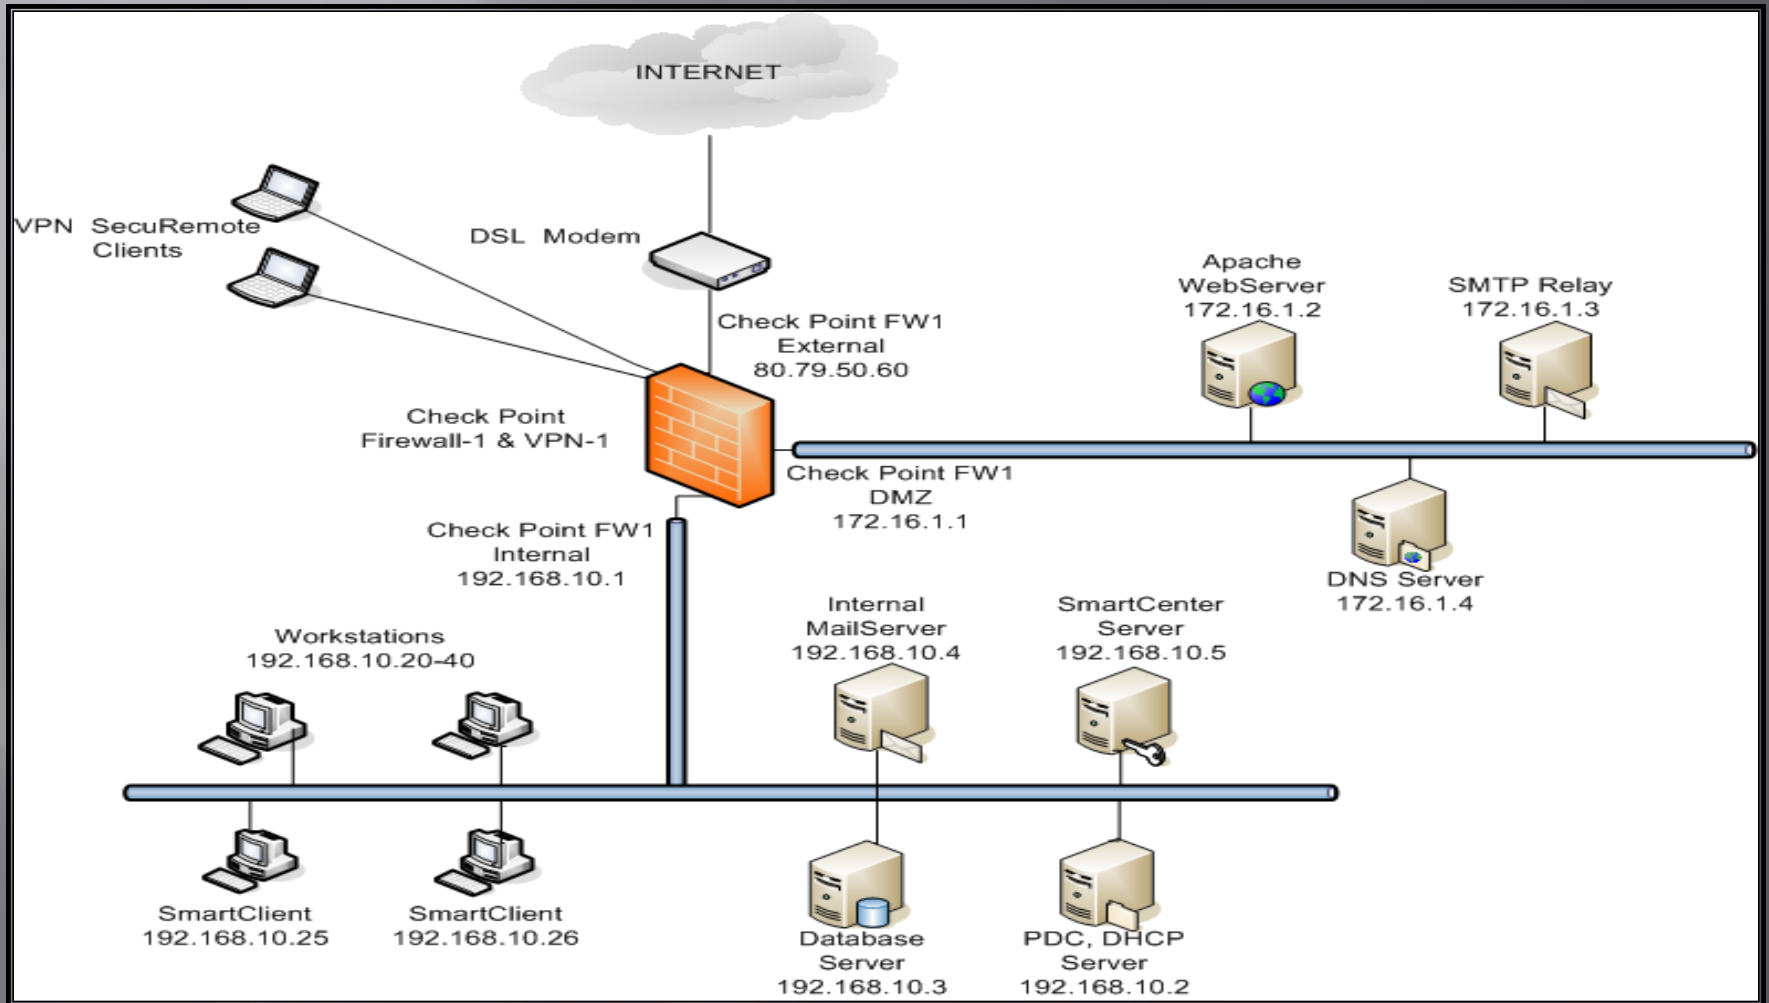 INTERNET
VPN SecuRemote
Clients
DSL Modem
Check Point FW1
External
80.79.50.60
Apache
WebServer
172.16.1.2
SMTP Relay
172.16.1.3
Check Point
Firewall-1 & VPN-1
Check Point FW1
DMZ
172.16.1.1
Check Point FW1
Internal
192.168.10.1
DNS Server
172.16.1.4
Workstations
192.168.10.20-40
Internal
MailServer
192.168.10.4
SmartCenter
Server
192.168.10.5
SmartClient
192.168.10.25
SmartClient
192.168.10.26
Database
Server
192.168.10.3
PDC, DHCP
Server
192.168.10.2